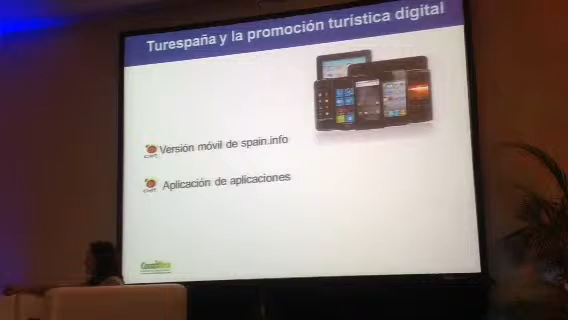 Turespaña y la promoción turística digital
Versión móvil de spain.info
Aplicación de aplicaciones